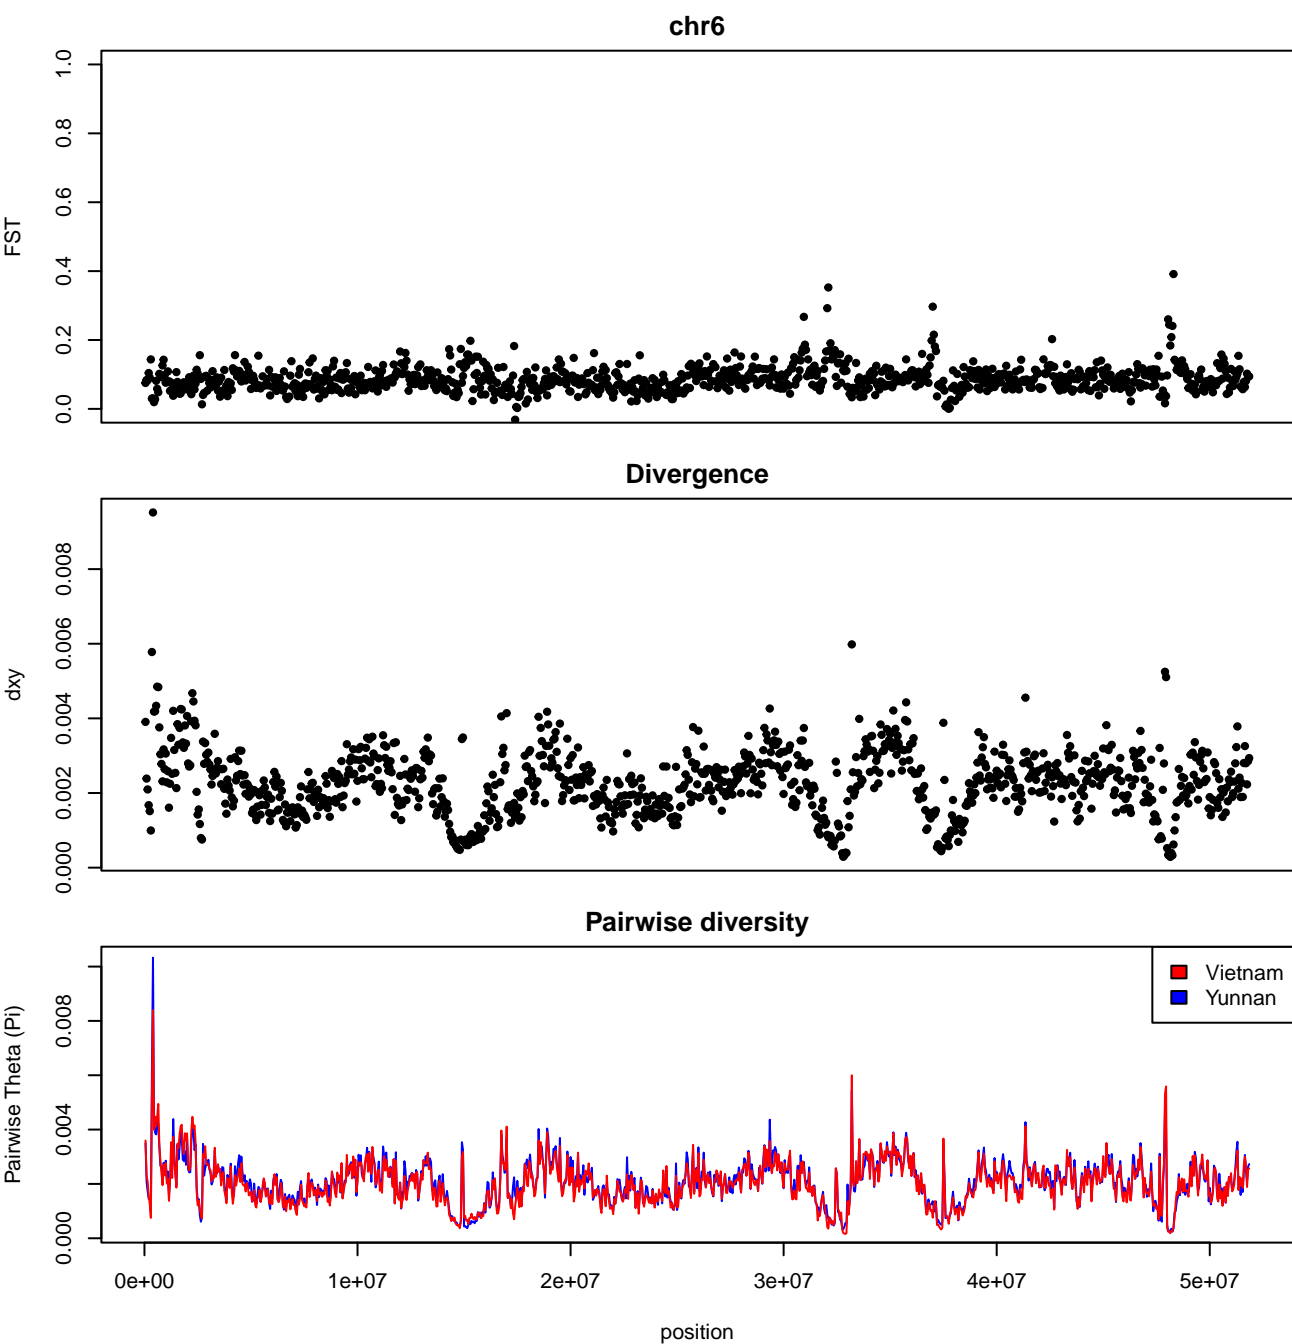 chr6
FST
1.0
0.8
0.6
0.4
0.2
0.0
Divergence
dxy
0.008
0.006
0.004
0.002
0.000
Pairwise diversity
Pairwise Theta (Pi)
0.008
0.004
0.000
Vietnam
Yunnan
0e+00 1e+07 2e+07 3e+07 4e+07 5e+07
position